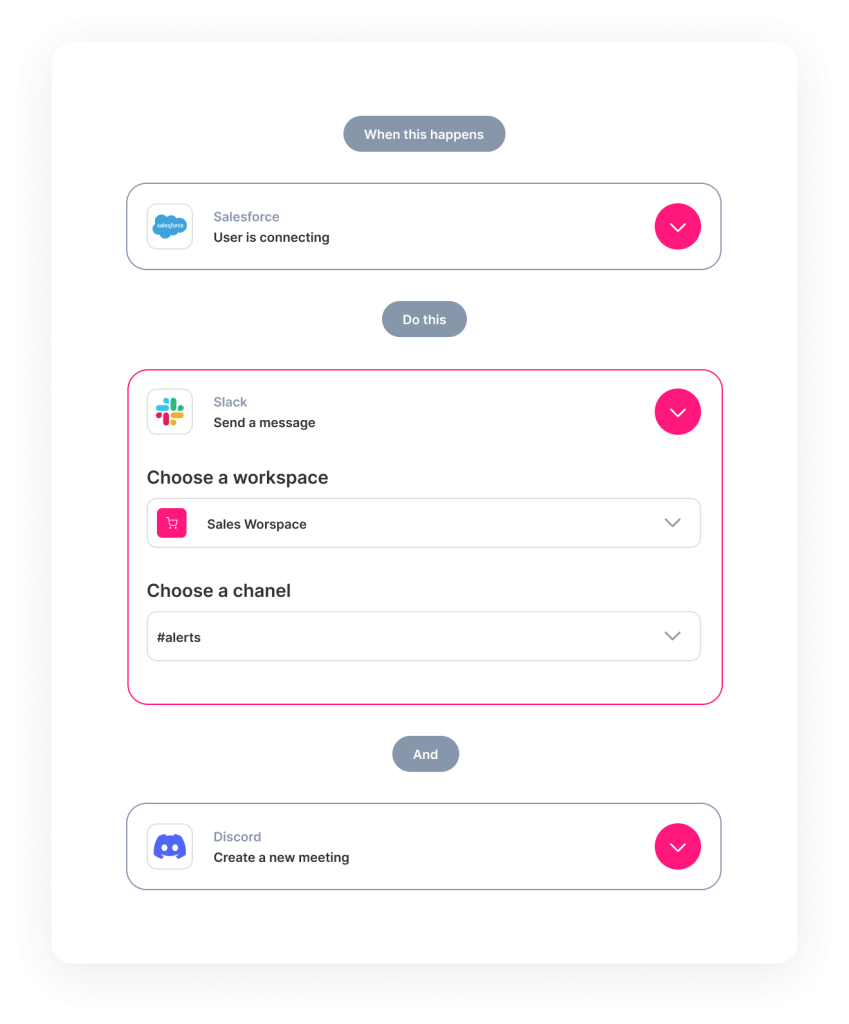 When this happens
salesforce
Salesforce
User is connecting
Do this
Slack
Send a message
Choose a workspace
Sales Worspace
Choose a chanel
#alerts
And
Discord
Create a new meeting